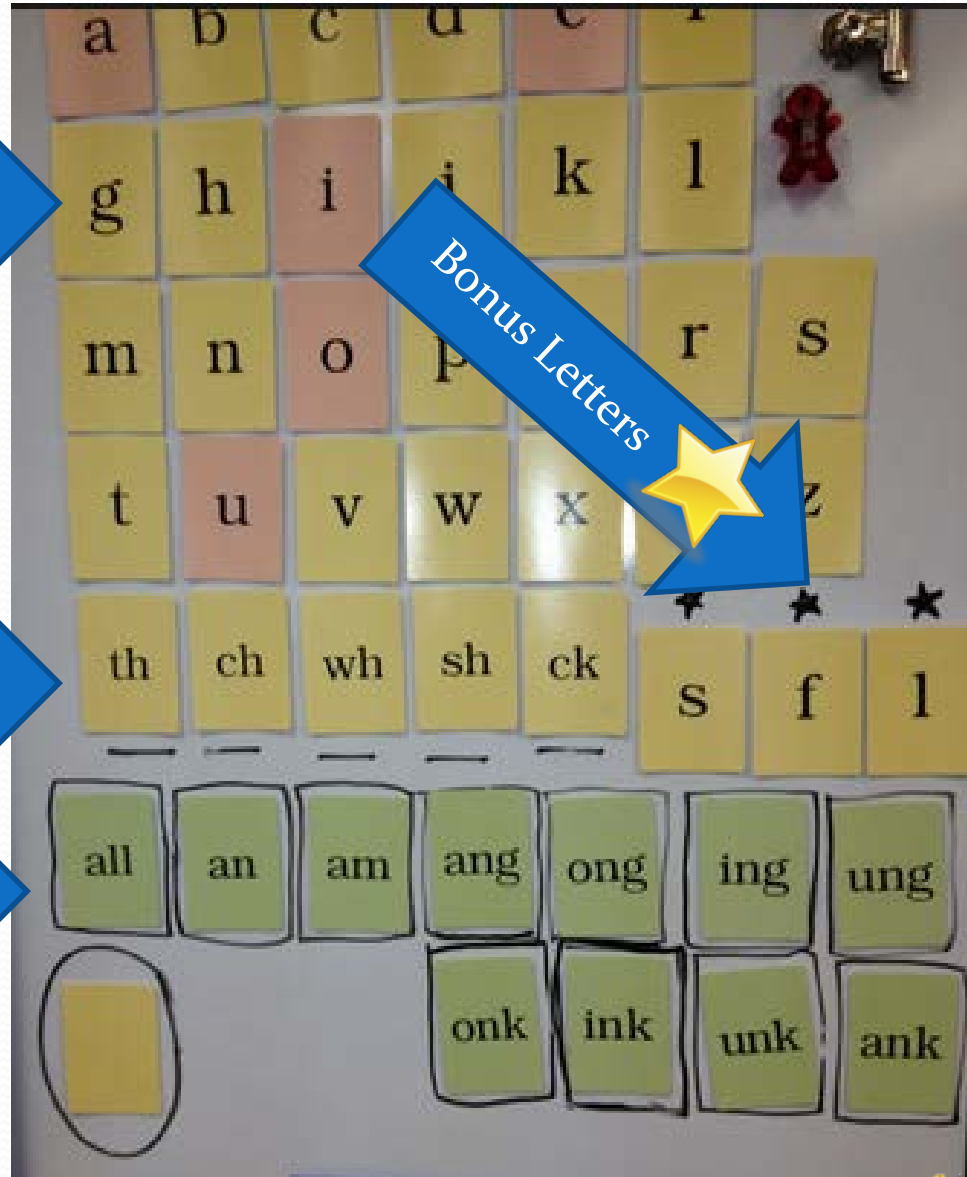 a b c d e f
g h i j k l
m n o p r s
t u v w x z
Bonus Letters
th ch wh sh ck s f l
all an am ang ong ing ung
onk ink unk ank